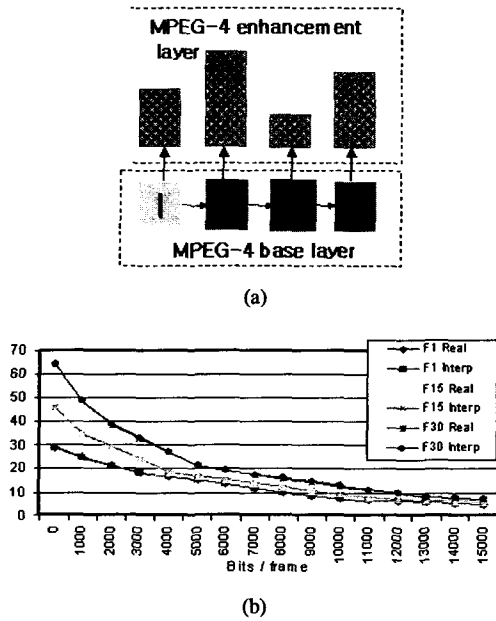 MPEG-4 enhancement
layer
I
MPEG-4 base layer
(a)
70
60
50
40
30
20
10
0
F1 Real
F1 Interp
F15 Real
F15 Interp
F30 Real
F30 Interp
0
1000
2000
3000
4000
5000
6000
7000
8000
9000
10000
11000
12000
13000
14000
15000
Bits / frame
(b)